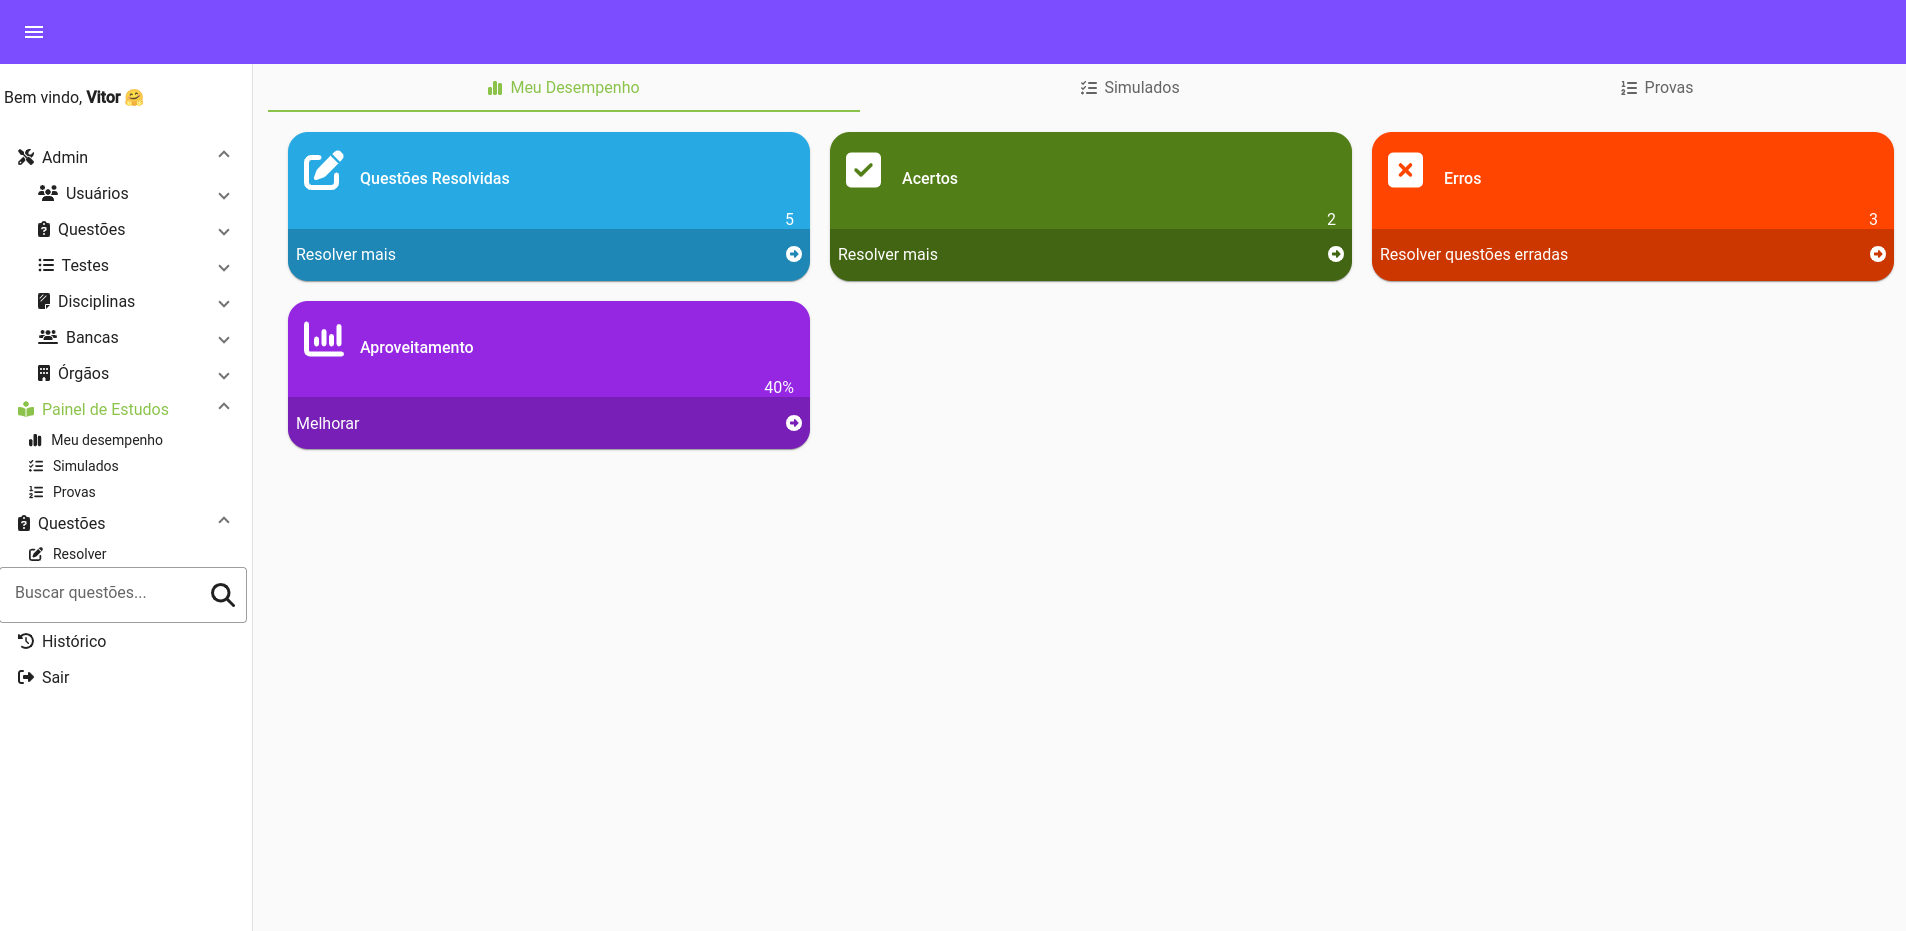 Bem vindo, Vitor 🤗
Admin
Usuários
Questões
Testes
Disciplinas
Bancas
Órgãos
Painel de Estudos
Meu desempenho
Simulados
Provas
Questões
Resolver
Buscar questões...
Histórico
Sair
Meu Desempenho
Simulados
Provas
Questões Resolvidas
5
Resolver mais
Acertos
2
Resolver mais
Erros
3
Resolver questões erradas
Aproveitamento
40%
Melhorar